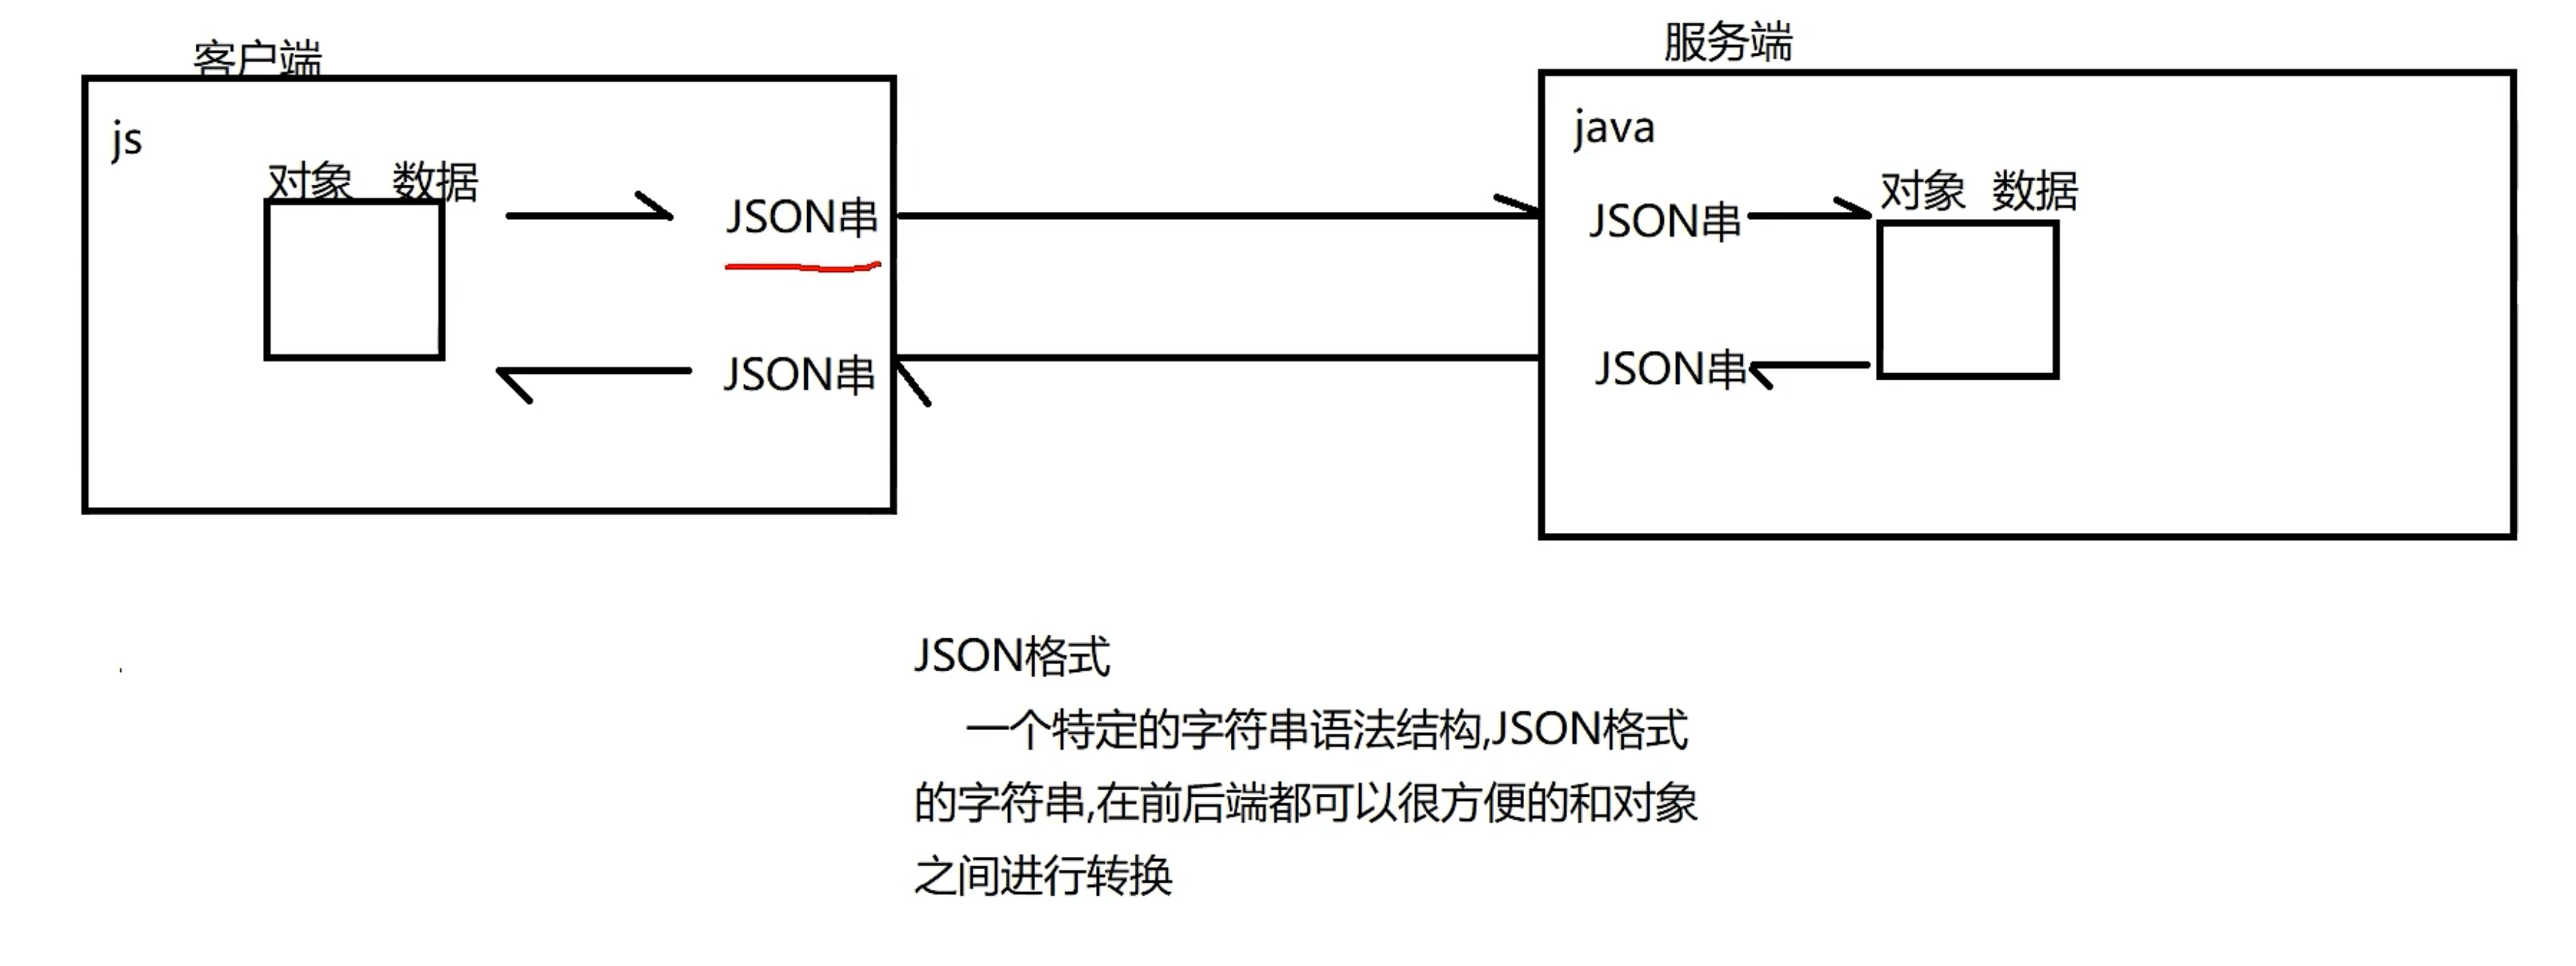 客户端
服务端
js
java
对象 数据
对象 数据
JSON串
JSON串
JSON串
JSON串
JSON格式
一个特定的字符串语法结构,JSON格式
的字符串,在前后端都可以很方便的和对象
之间进行转换